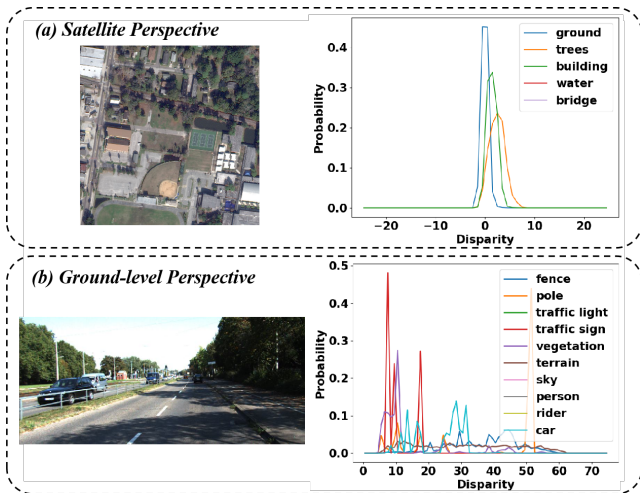 (a) Satellite Perspective
Probability
0.4
0.3
0.2
0.1
0.0
ground
trees
building
water
bridge
−20
−10
0
10
20
Disparity
(b) Ground-level Perspective
Probability
0.5
0.4
0.3
0.2
0.1
0.0
fence
pole
traffic light
traffic sign
vegetation
terrain
sky
person
rider
car
0
10
20
30
40
50
60
70
Disparity